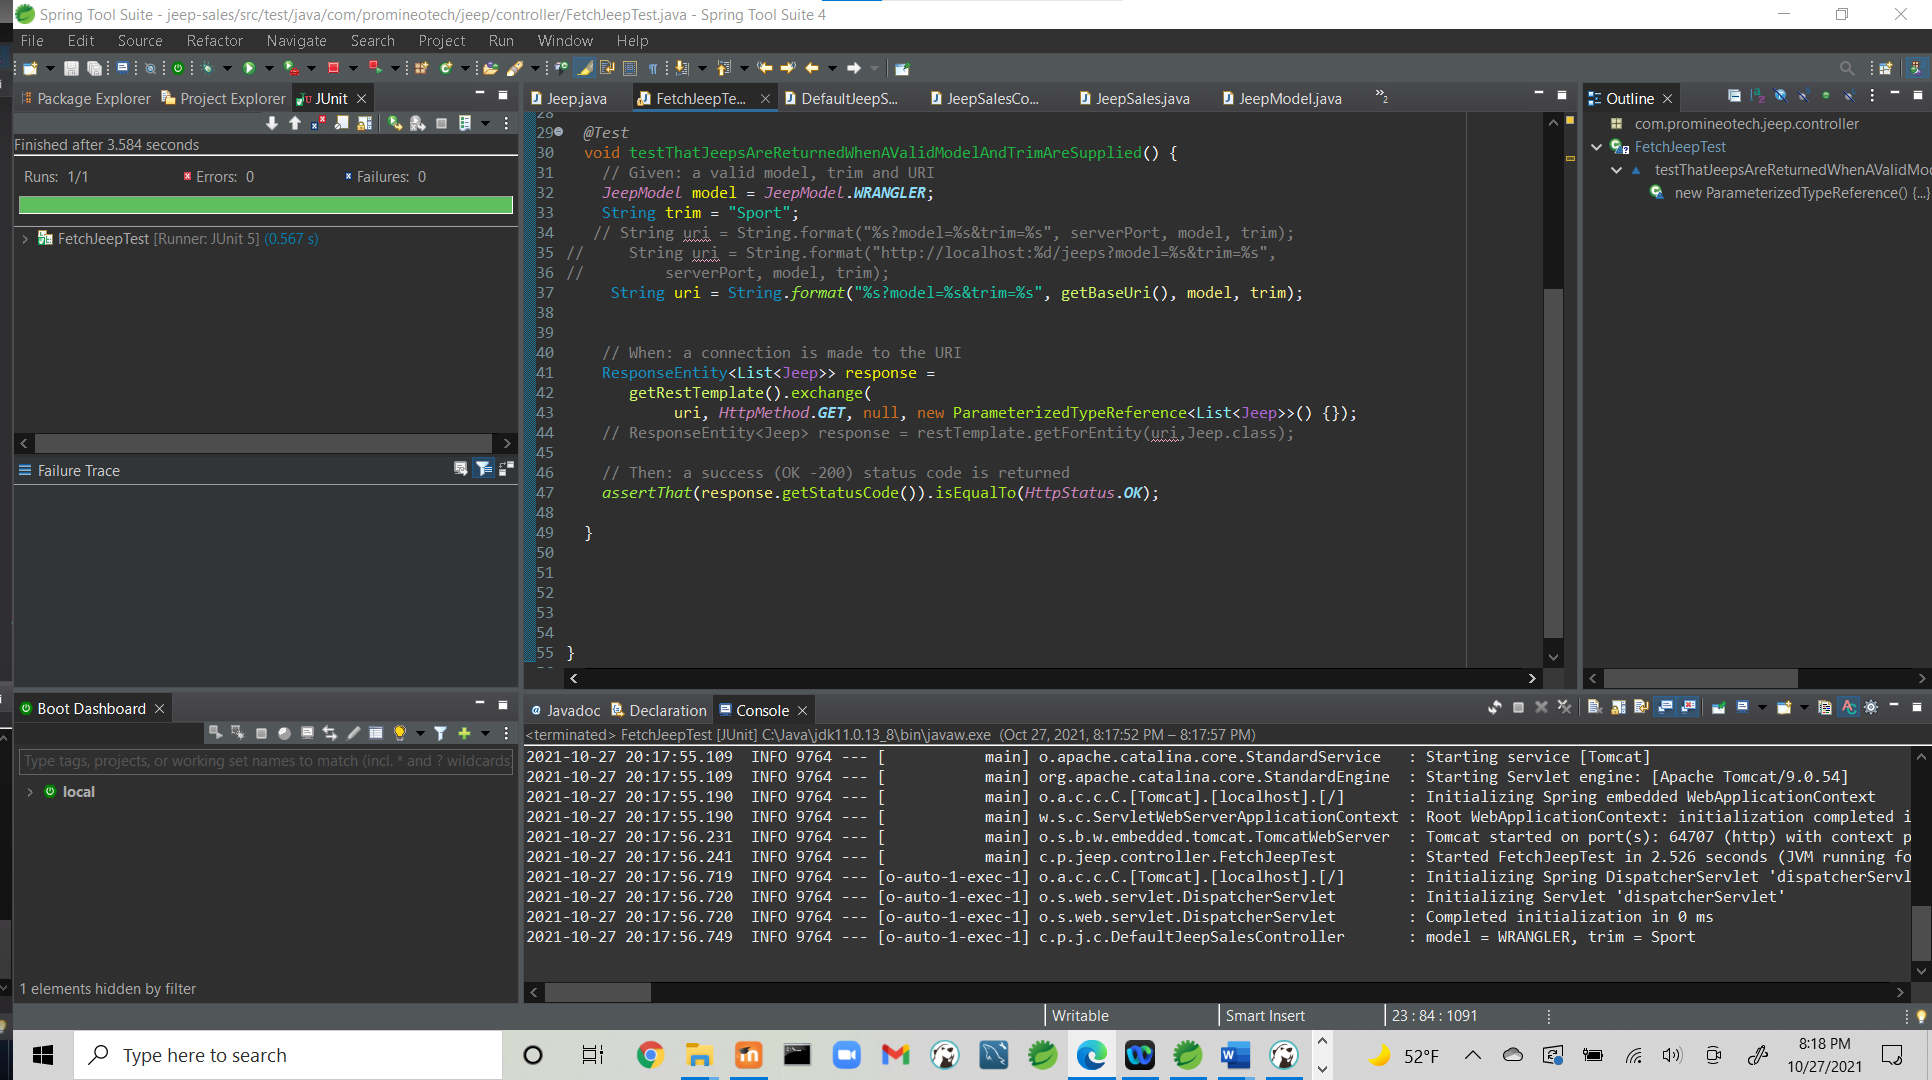 Spring Tool Suite - jeep-sales/src/test/java/com/promineotech/jeep/controller/FetchJeepTest.java - Spring Tool Suite 4
File Edit Source Refactor Navigate Search Project Run Window Help
Package Explorer Project Explorer JUnit
Finished after 3.584 seconds
Runs: 1/1 Errors: 0 Failures: 0
FetchJeepTest [Runner: JUnit 5] (0.567 s)
Failure Trace
Jeep.java FetchJeepTe... DefaultJeepS... JeepSalesCo... JeepSales.java JeepModel.java »2
28
29 @Test
30 void testThatJeepsAreReturnedWhenAValidModelAndTrimAreSupplied() {
31 // Given: a valid model, trim and URI
32 JeepModel model = JeepModel.WRANGLER;
33 String trim = "Sport";
34 // String uri = String.format("%s?model=%s&trim=%s", serverPort, model, trim);
35 // String uri = String.format("http://localhost:%d/jeeps?model=%s&trim=%s",
36 // serverPort, model, trim);
37 String uri = String.format("%s?model=%s&trim=%s", getBaseUri(), model, trim);
38
39
40 // When: a connection is made to the URI
41 ResponseEntity<List<Jeep>> response =
42 getRestTemplate().exchange(
43 uri, HttpMethod.GET, null, new ParameterizedTypeReference<List<Jeep>>() {});
44 // ResponseEntity<Jeep> response = restTemplate.getForEntity(uri,Jeep.class);
45
46 // Then: a success (OK -200) status code is returned
47 assertThat(response.getStatusCode()).isEqualTo(HttpStatus.OK);
48
49 }
50
51
52
53
54
55 }
Outline
com.promineotech.jeep.controller
FetchJeepTest
testThatJeepsAreReturnedWhenAValidMo
new ParameterizedTypeReference() {...}
Boot Dashboard
Type tags, projects, or working set names to match (incl. * and ? wildcards)
local
1 elements hidden by filter
Javadoc Declaration Console
<terminated> FetchJeepTest [JUnit] C:\Java\jdk11.0.13_8\bin\javaw.exe (Oct 27, 2021, 8:17:52 PM – 8:17:57 PM)
2021-10-27 20:17:55.109 INFO 9764 --- [ main] o.apache.catalina.core.StandardService : Starting service [Tomcat]
2021-10-27 20:17:55.109 INFO 9764 --- [ main] org.apache.catalina.core.StandardEngine : Starting Servlet engine: [Apache Tomcat/9.0.54]
2021-10-27 20:17:55.190 INFO 9764 --- [ main] o.a.c.c.C.[Tomcat].[localhost].[/] : Initializing Spring embedded WebApplicationContext
2021-10-27 20:17:55.190 INFO 9764 --- [ main] w.s.c.ServletWebServerApplicationContext : Root WebApplicationContext: initialization completed i
2021-10-27 20:17:56.231 INFO 9764 --- [ main] o.s.b.w.embedded.tomcat.TomcatWebServer : Tomcat started on port(s): 64707 (http) with context p
2021-10-27 20:17:56.241 INFO 9764 --- [ main] c.p.jeep.controller.FetchJeepTest : Started FetchJeepTest in 2.526 seconds (JVM running fo
2021-10-27 20:17:56.719 INFO 9764 --- [o-auto-1-exec-1] o.a.c.c.C.[Tomcat].[localhost].[/] : Initializing Spring DispatcherServlet 'dispatcherServl
2021-10-27 20:17:56.720 INFO 9764 --- [o-auto-1-exec-1] o.s.web.servlet.DispatcherServlet : Initializing Servlet 'dispatcherServlet'
2021-10-27 20:17:56.720 INFO 9764 --- [o-auto-1-exec-1] o.s.web.servlet.DispatcherServlet : Completed initialization in 0 ms
2021-10-27 20:17:56.749 INFO 9764 --- [o-auto-1-exec-1] c.p.j.c.DefaultJeepSalesController : model = WRANGLER, trim = Sport
Writable Smart Insert 23 : 84 : 1091
Type here to search
52°F
8:18 PM
10/27/2021